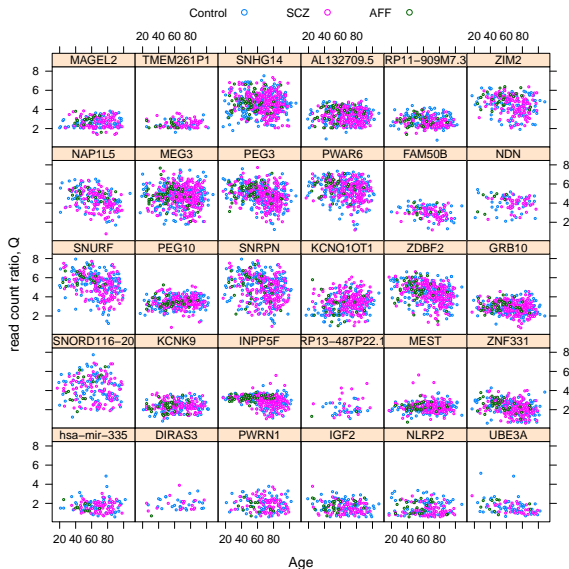 Control SCZ AFF
20 40 60 80 20 40 60 80 20 40 60 80
MAGEL2 TMEM261P1 SNHG14 AL132709.5 RP11−909M7.3 ZIM2
8
6
4
2
NAP1L5 MEG3 PEG3 PWAR6 FAM50B NDN
8
6
4
2
SNURF PEG10 SNRPN KCNQ1OT1 ZDBF2 GRB10
8
6
4
2
SNORD116−20 KCNK9 INPP5F RP13−487P22.1 MEST ZNF331
8
6
4
2
hsa−mir−335 DIRAS3 PWRN1 IGF2 NLRP2 UBE3A
8
6
4
2
20 40 60 80 20 40 60 80 20 40 60 80
Age
read count ratio, Q